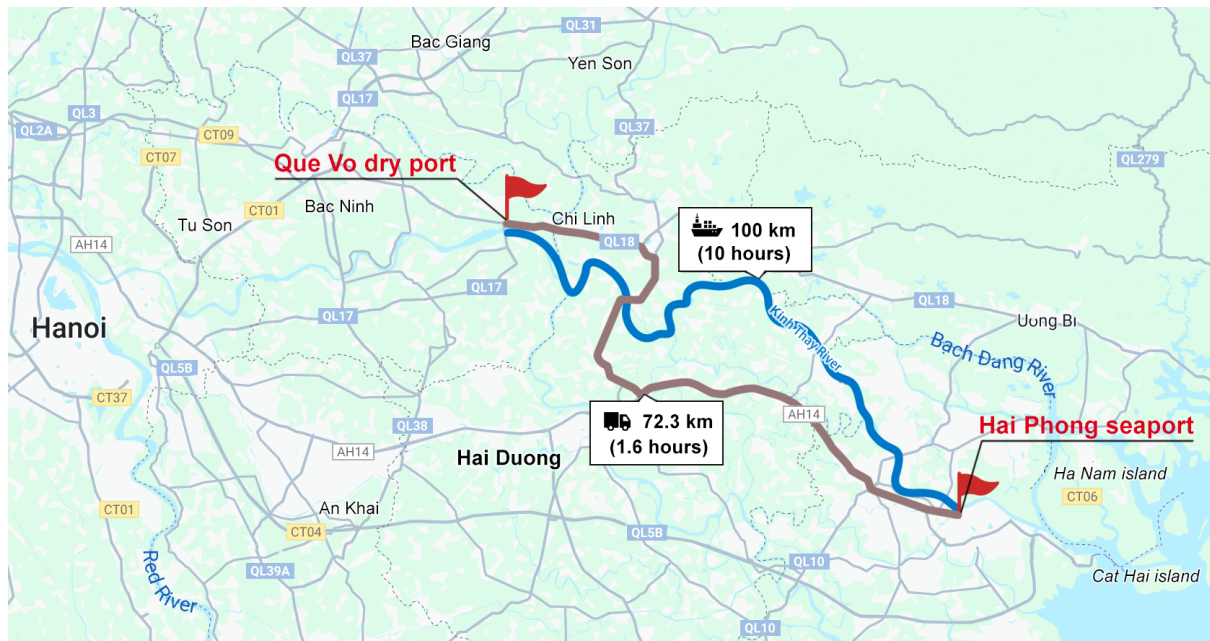 QL31
Bac Giang
QL37
Yen Son
QL3
QL17
QL2A
CT09
QL37
CT07
Que Vo dry port
QL279
CT01
Bac Ninh
Chi Linh
Tu Son
100 km
(10 hours)
AH14
QL18
QL17
QL18
Hanoi
QL17
Uong Bi
Kinh Thay River
Bach Dang River
QL5B
CT37
72.3 km
(1.6 hours)
AH14
Hai Phong seaport
QL38
AH14
Hai Duong
Ha Nam island
CT06
CT01
An Khai
CT04
QL5B
Red River
QL39A
QL10
Cat Hai island
QL10